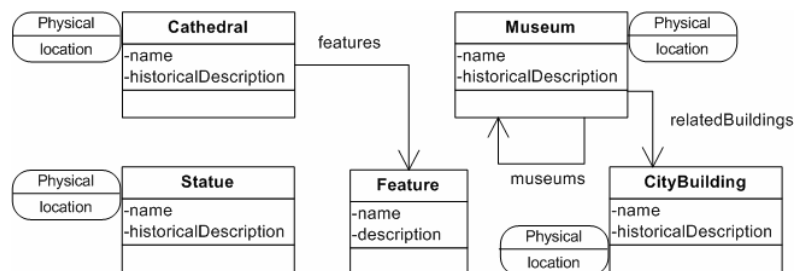 Physical
location
Cathedral
-name
-historicalDescription
features
Museum
-name
-historicalDescription
Physical
location
relatedBuildings
museums
Physical
location
Statue
-name
-historicalDescription
Feature
-name
-description
CityBuilding
-name
-historicalDescription
Physical
location